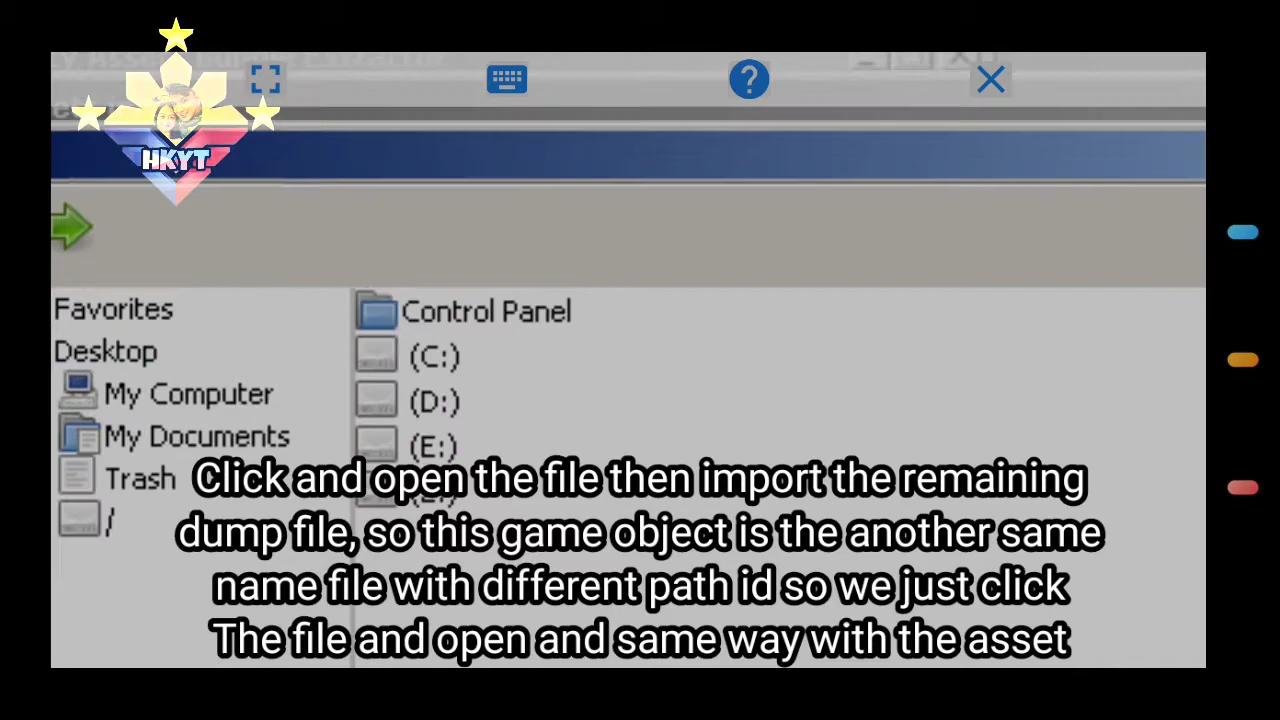 HKYT
Favorites
Control Panel
Desktop
(C:)
My Computer
(D:)
My Documents
(E:)
Trash
/
Click and open the file then import the remaining
dump file, so this game object is the another same
name file with different path id so we just click
The file and open and same way with the asset